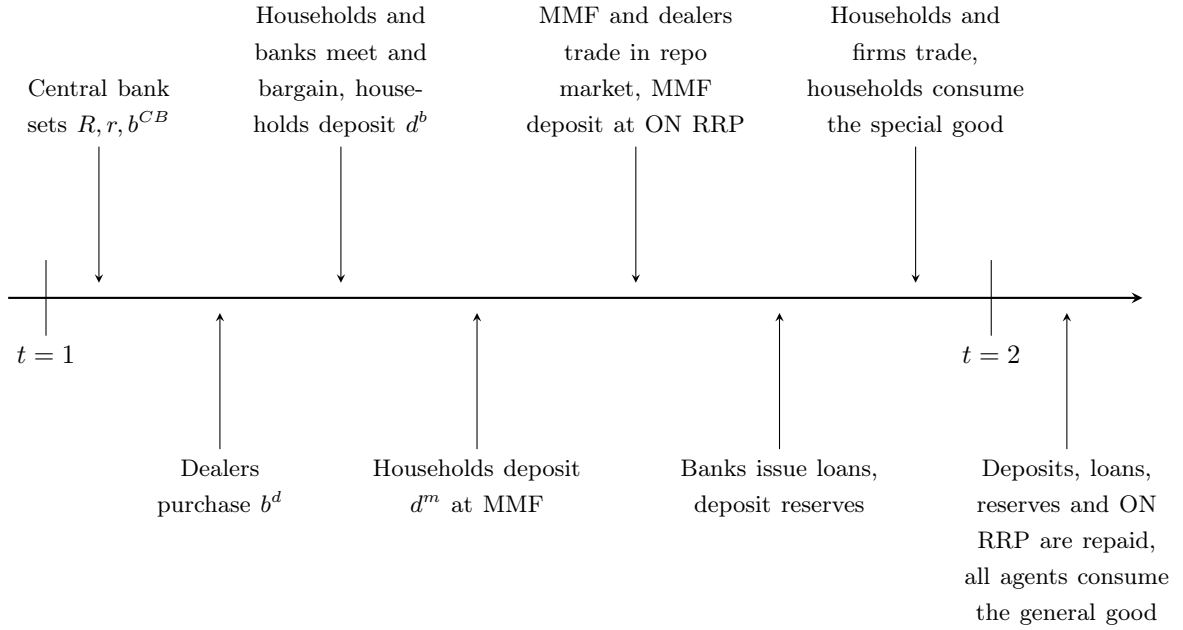 Central bank
sets R, r, b^{CB}
Households and
banks meet and
bargain, house-
holds deposit d^b
MMF and dealers
trade in repo
market, MMF
deposit at ON RRP
Households and
firms trade,
households consume
the special good
t = 1
t = 2
Dealers
purchase b^d
Households deposit
d^m at MMF
Banks issue loans,
deposit reserves
Deposits, loans,
reserves and ON
RRP are repaid,
all agents consume
the general good